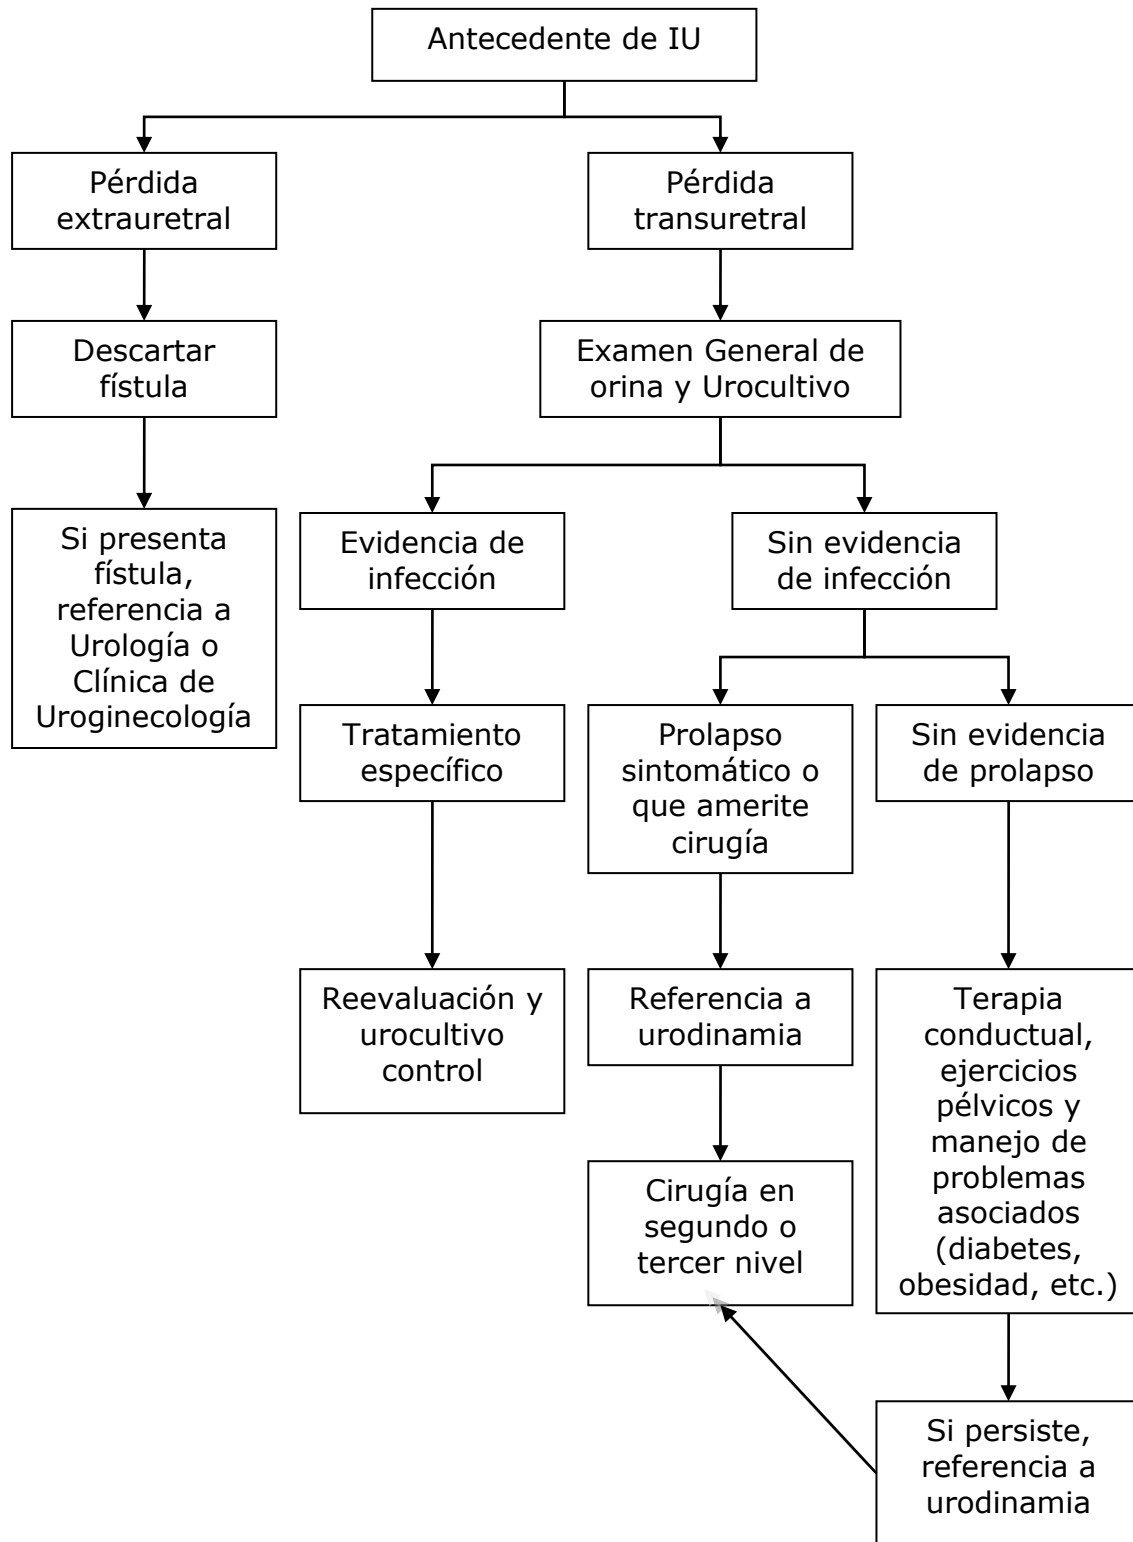 Antecedente de IU
Pérdida
extrauretral
Pérdida
transuretral
Descartar
fístula
Examen General de
orina y Urocultivo
Si presenta
fístula,
referencia a
Urología o
Clínica de
Uroginecología
Evidencia de
infección
Sin evidencia
de infección
Tratamiento
específico
Prolapso
sintomático o
que amerite
cirugía
Sin evidencia
de prolapso
Reevaluación y
urocultivo
control
Referencia a
urodinamia
Terapia
conductual,
ejercicios
pélvicos y
manejo de
problemas
asociados
(diabetes,
obesidad, etc.)
Cirugía en
segundo o
tercer nivel
Si persiste,
referencia a
urodinamia